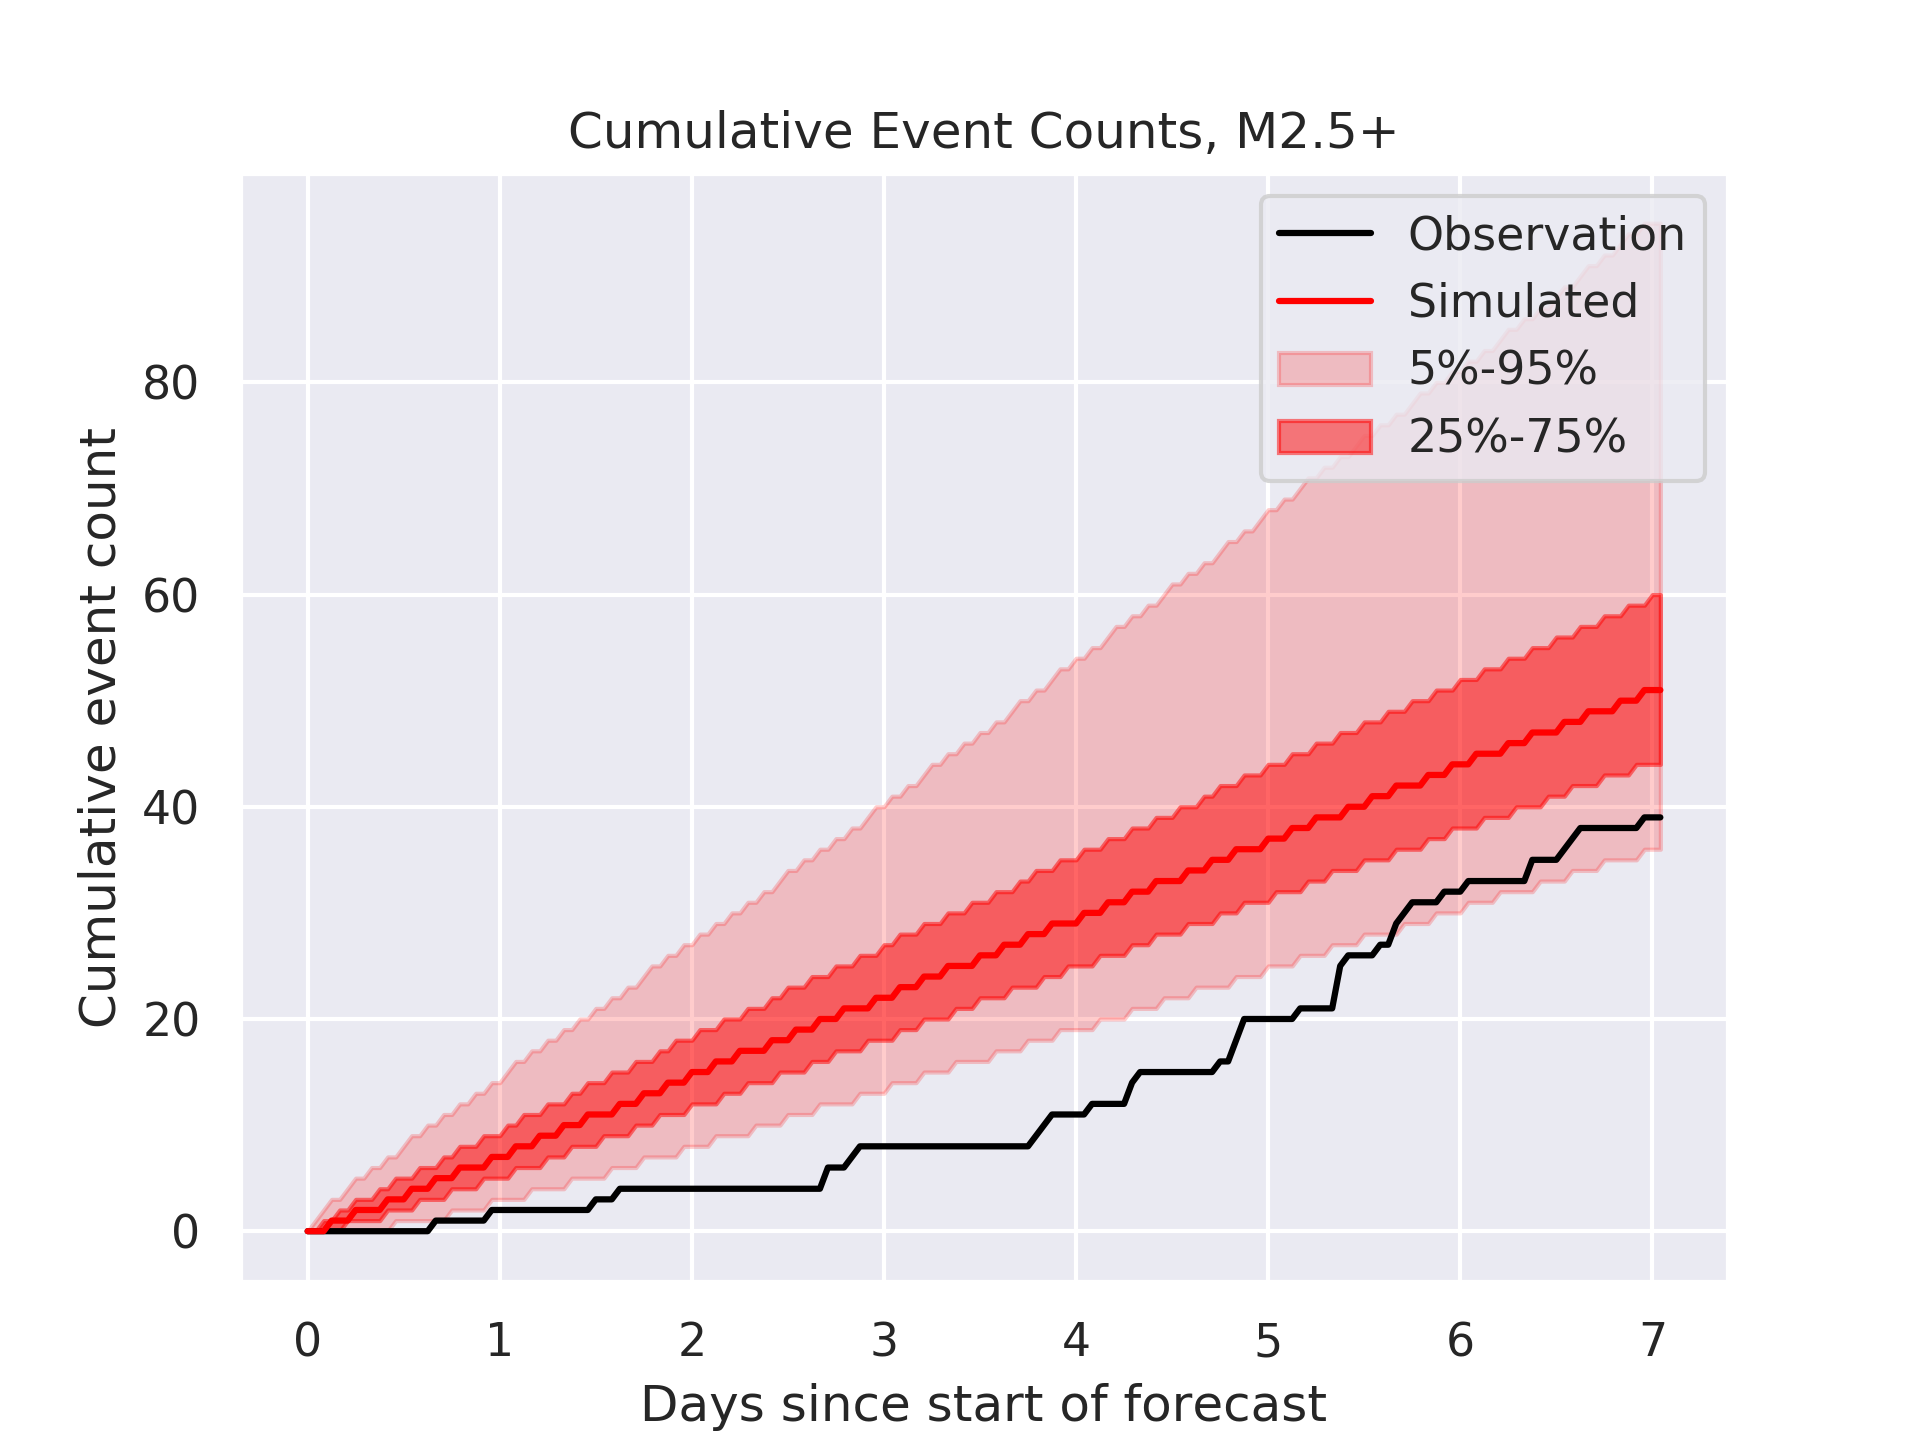 Cumulative Event Counts, M2.5+
Observation
Simulated
5%-95%
25%-75%
Cumulative event count
80
60
40
20
0
0 1 2 3 4 5 6 7
Days since start of forecast